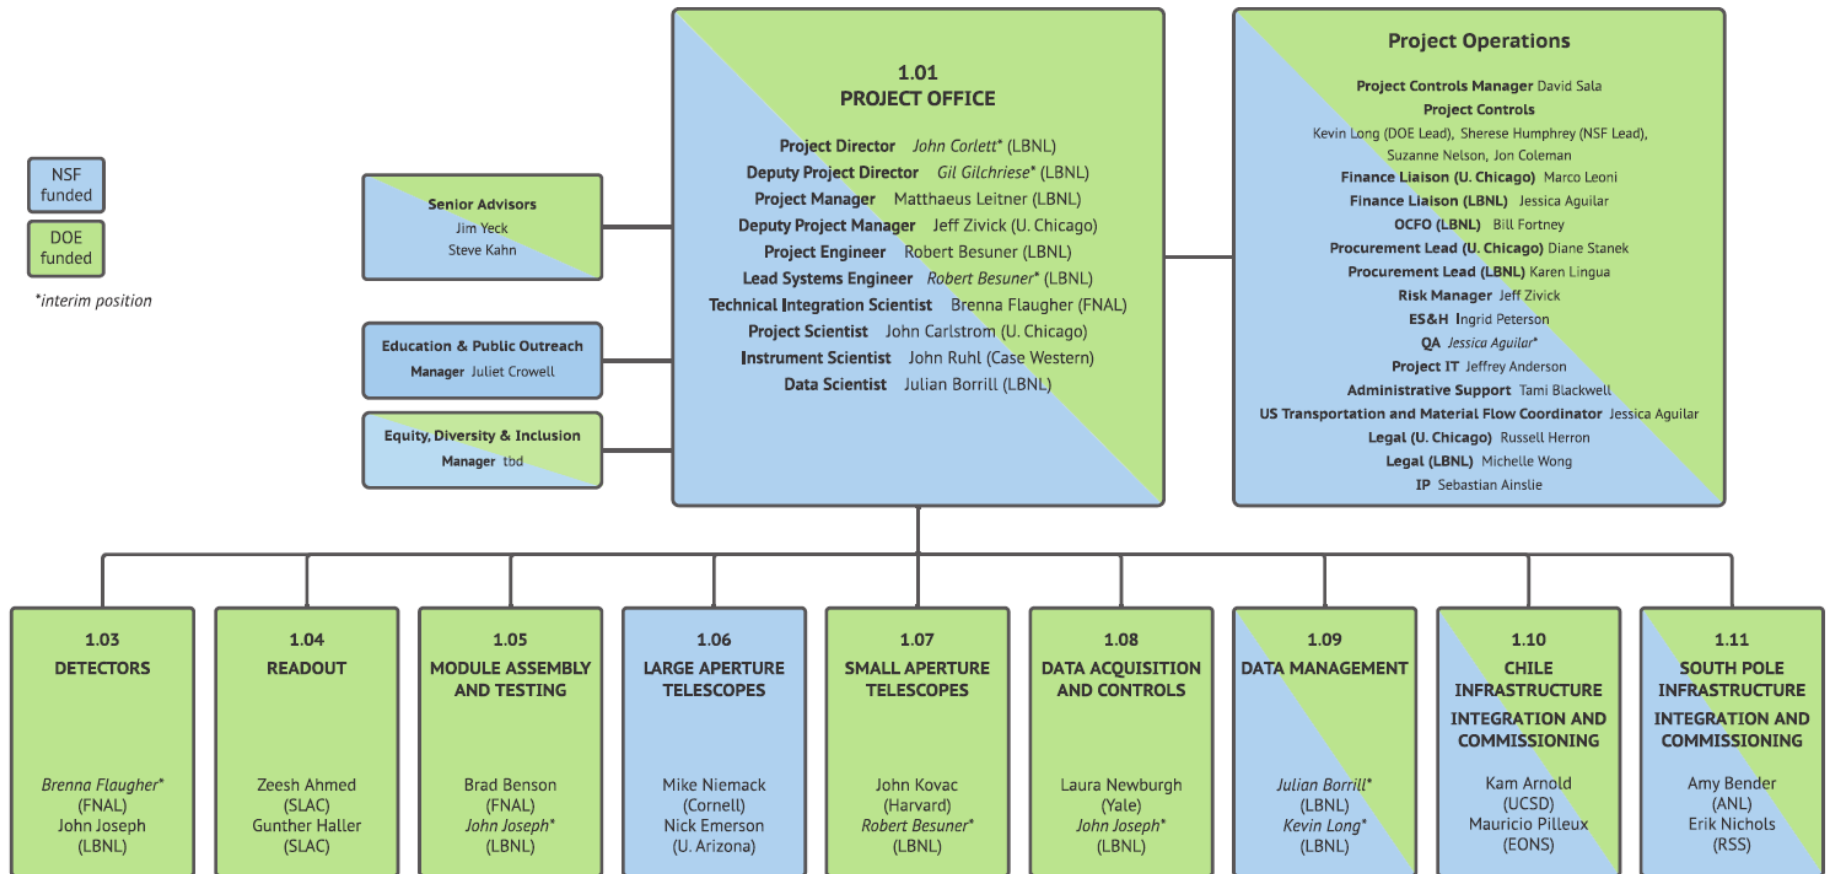 NSF
funded
DOE
funded
*interim position
Senior Advisors
Jim Yeck
Steve Kahn
Education & Public Outreach
Manager Juliet Crowell
Equity, Diversity & Inclusion
Manager tbd
1.01
PROJECT OFFICE
Project Director John Corlett* (LBNL)
Deputy Project Director Gil Gilchriese* (LBNL)
Project Manager Matthaeus Leitner (LBNL)
Deputy Project Manager Jeff Zivick (U. Chicago)
Project Engineer Robert Besuner (LBNL)
Lead Systems Engineer Robert Besuner* (LBNL)
Technical Integration Scientist Brenna Flaugher (FNAL)
Project Scientist John Carlstrom (U. Chicago)
Instrument Scientist John Ruhl (Case Western)
Data Scientist Julian Borrill (LBNL)
Project Operations
Project Controls Manager David Sala
Project Controls
Kevin Long (DOE Lead), Sherese Humphrey (NSF Lead),
Suzanne Nelson, Jon Coleman
Finance Liaison (U. Chicago) Marco Leoni
Finance Liaison (LBNL) Jessica Aguilar
OCFO (LBNL) Bill Fortney
Procurement Lead (U. Chicago) Diane Stanek
Procurement Lead (LBNL) Karen Lingua
Risk Manager Jeff Zivick
ES&H Ingrid Peterson
QA Jessica Aguilar*
Project IT Jeffrey Anderson
Administrative Support Tami Blackwell
US Transportation and Material Flow Coordinator Jessica Aguilar
Legal (U. Chicago) Russell Herron
Legal (LBNL) Michelle Wong
IP Sebastian Ainslie
1.03
DETECTORS
Brenna Flaugher*
(FNAL)
John Joseph
(LBNL)
1.04
READOUT
Zeesh Ahmed
(SLAC)
Gunther Haller
(SLAC)
1.05
MODULE ASSEMBLY
AND TESTING
Brad Benson
(FNAL)
John Joseph*
(LBNL)
1.06
LARGE APERTURE
TELESCOPES
Mike Niemack
(Cornell)
Nick Emerson
(U. Arizona)
1.07
SMALL APERTURE
TELESCOPES
John Kovac
(Harvard)
Robert Besuner*
(LBNL)
1.08
DATA ACQUISITION
AND CONTROLS
Laura Newburgh
(Yale)
John Joseph*
(LBNL)
1.09
DATA MANAGEMENT
Julian Borrill*
(LBNL)
Kevin Long*
(LBNL)
1.10
CHILE
INFRASTRUCTURE
INTEGRATION AND
COMMISSIONING
Kam Arnold
(UCSD)
Mauricio Pilleux
(EONS)
1.11
SOUTH POLE
INFRASTRUCTURE
INTEGRATION AND
COMMISSIONING
Amy Bender
(ANL)
Erik Nichols
(RSS)